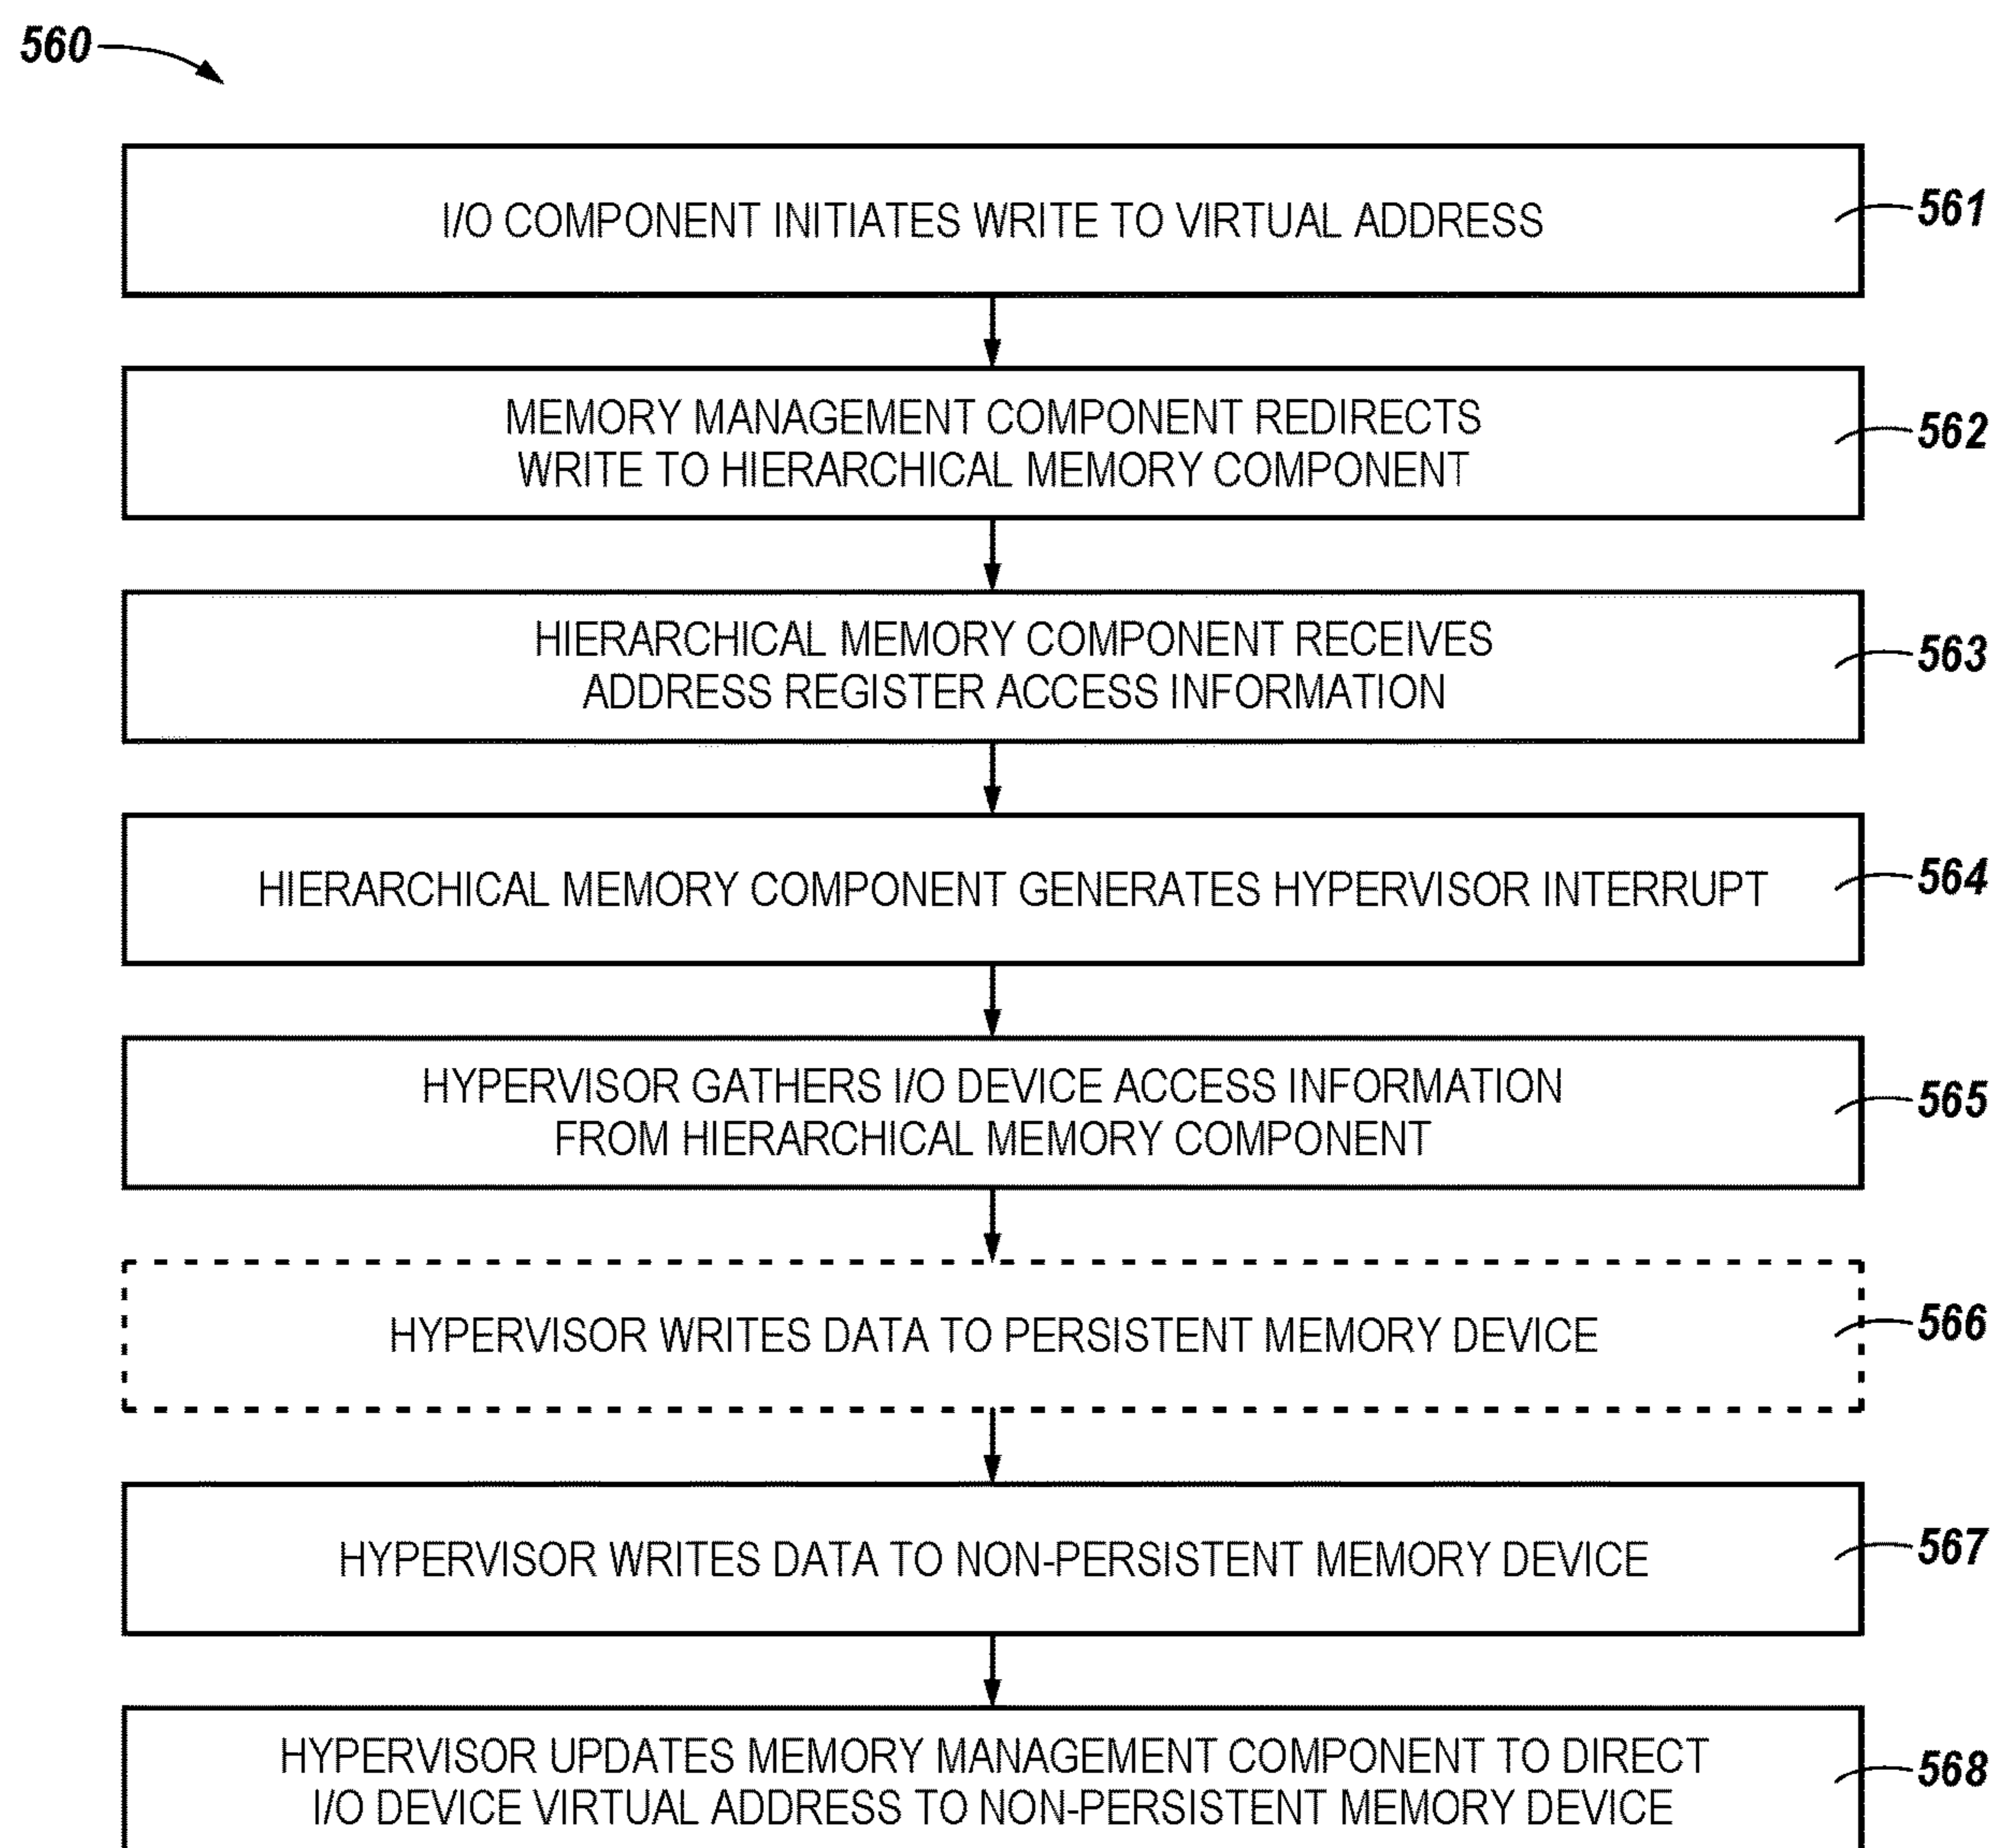 560
I/O COMPONENT INITIATES WRITE TO VIRTUAL ADDRESS
561
MEMORY MANAGEMENT COMPONENT REDIRECTS
WRITE TO HIERARCHICAL MEMORY COMPONENT
562
HIERARCHICAL MEMORY COMPONENT RECEIVES
ADDRESS REGISTER ACCESS INFORMATION
563
HIERARCHICAL MEMORY COMPONENT GENERATES HYPERVISOR INTERRUPT
564
HYPERVISOR GATHERS I/O DEVICE ACCESS INFORMATION
FROM HIERARCHICAL MEMORY COMPONENT
565
HYPERVISOR WRITES DATA TO PERSISTENT MEMORY DEVICE
566
HYPERVISOR WRITES DATA TO NON-PERSISTENT MEMORY DEVICE
567
HYPERVISOR UPDATES MEMORY MANAGEMENT COMPONENT TO DIRECT
I/O DEVICE VIRTUAL ADDRESS TO NON-PERSISTENT MEMORY DEVICE
568